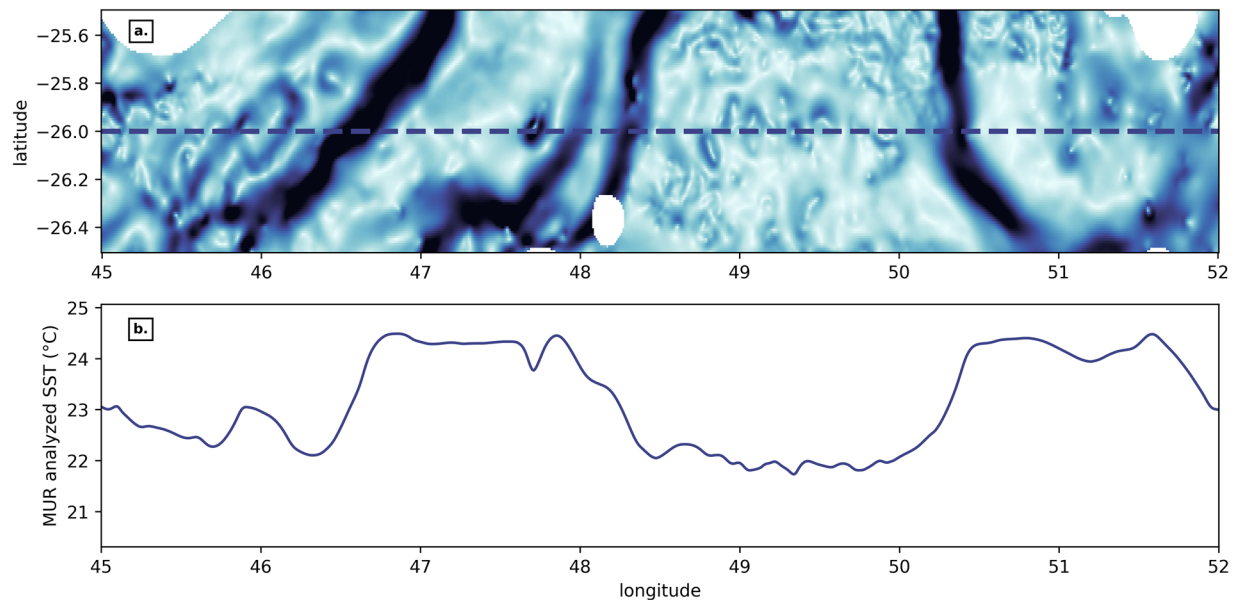 a.
−25.6
−25.8
−26.0
−26.2
−26.4
latitude
45 46 47 48 49 50 51 52
b.
25
24
23
22
21
MUR analyzed SST (°C)
45 46 47 48 49 50 51 52
longitude